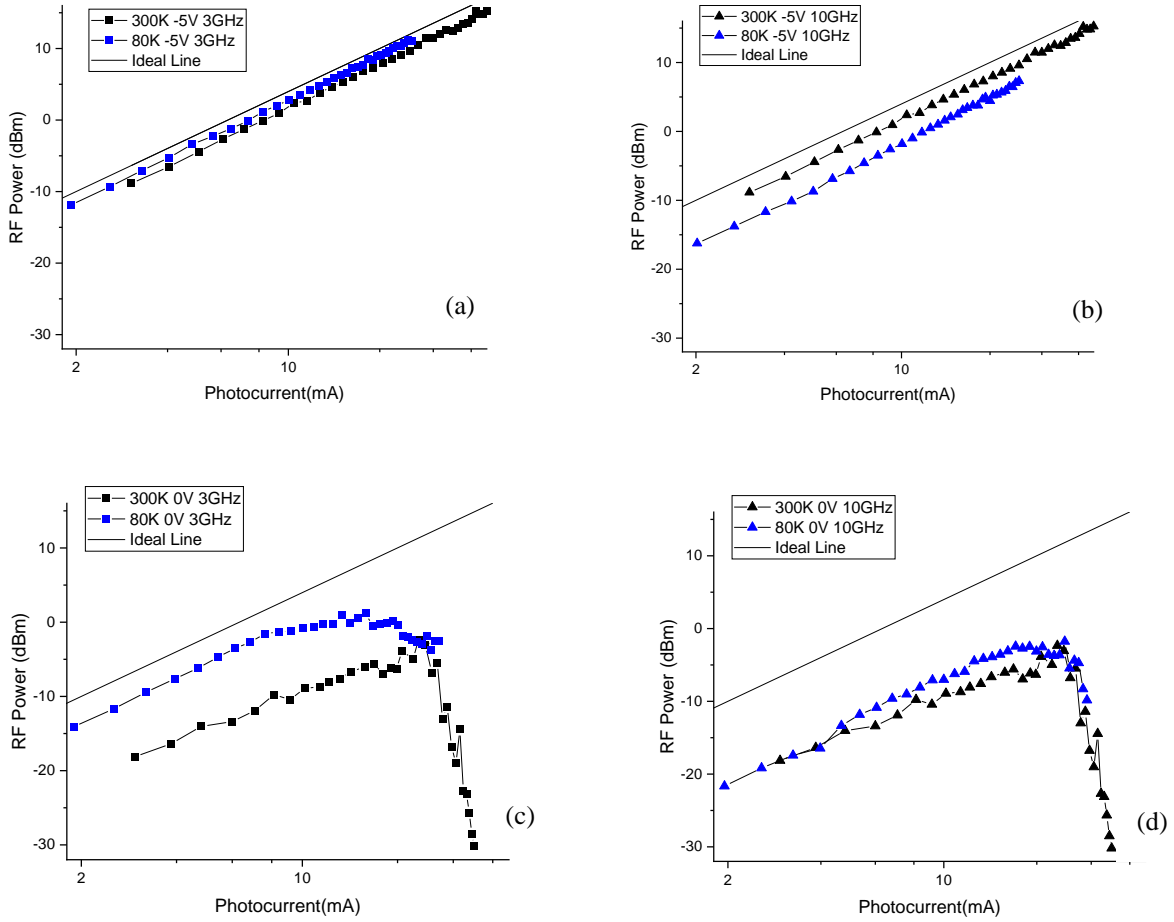 300K -5V 3GHz
80K -5V 3GHz
Ideal Line
10
0
-10
-20
-30
RF Power (dBm)
2
10
Photocurrent(mA)
(a)
300K -5V 10GHz
80K -5V 10GHz
Ideal Line
10
0
-10
-20
-30
RF Power (dBm)
2
10
Photocurrent(mA)
(b)
300K 0V 3GHz
80K 0V 3GHz
Ideal Line
10
0
-10
-20
-30
RF Power (dBm)
2
10
Photocurrent(mA)
(c)
300K 0V 10GHz
80K 0V 10GHz
Ideal Line
10
0
-10
-20
-30
RF Power (dBm)
2
10
Photocurrent(mA)
(d)